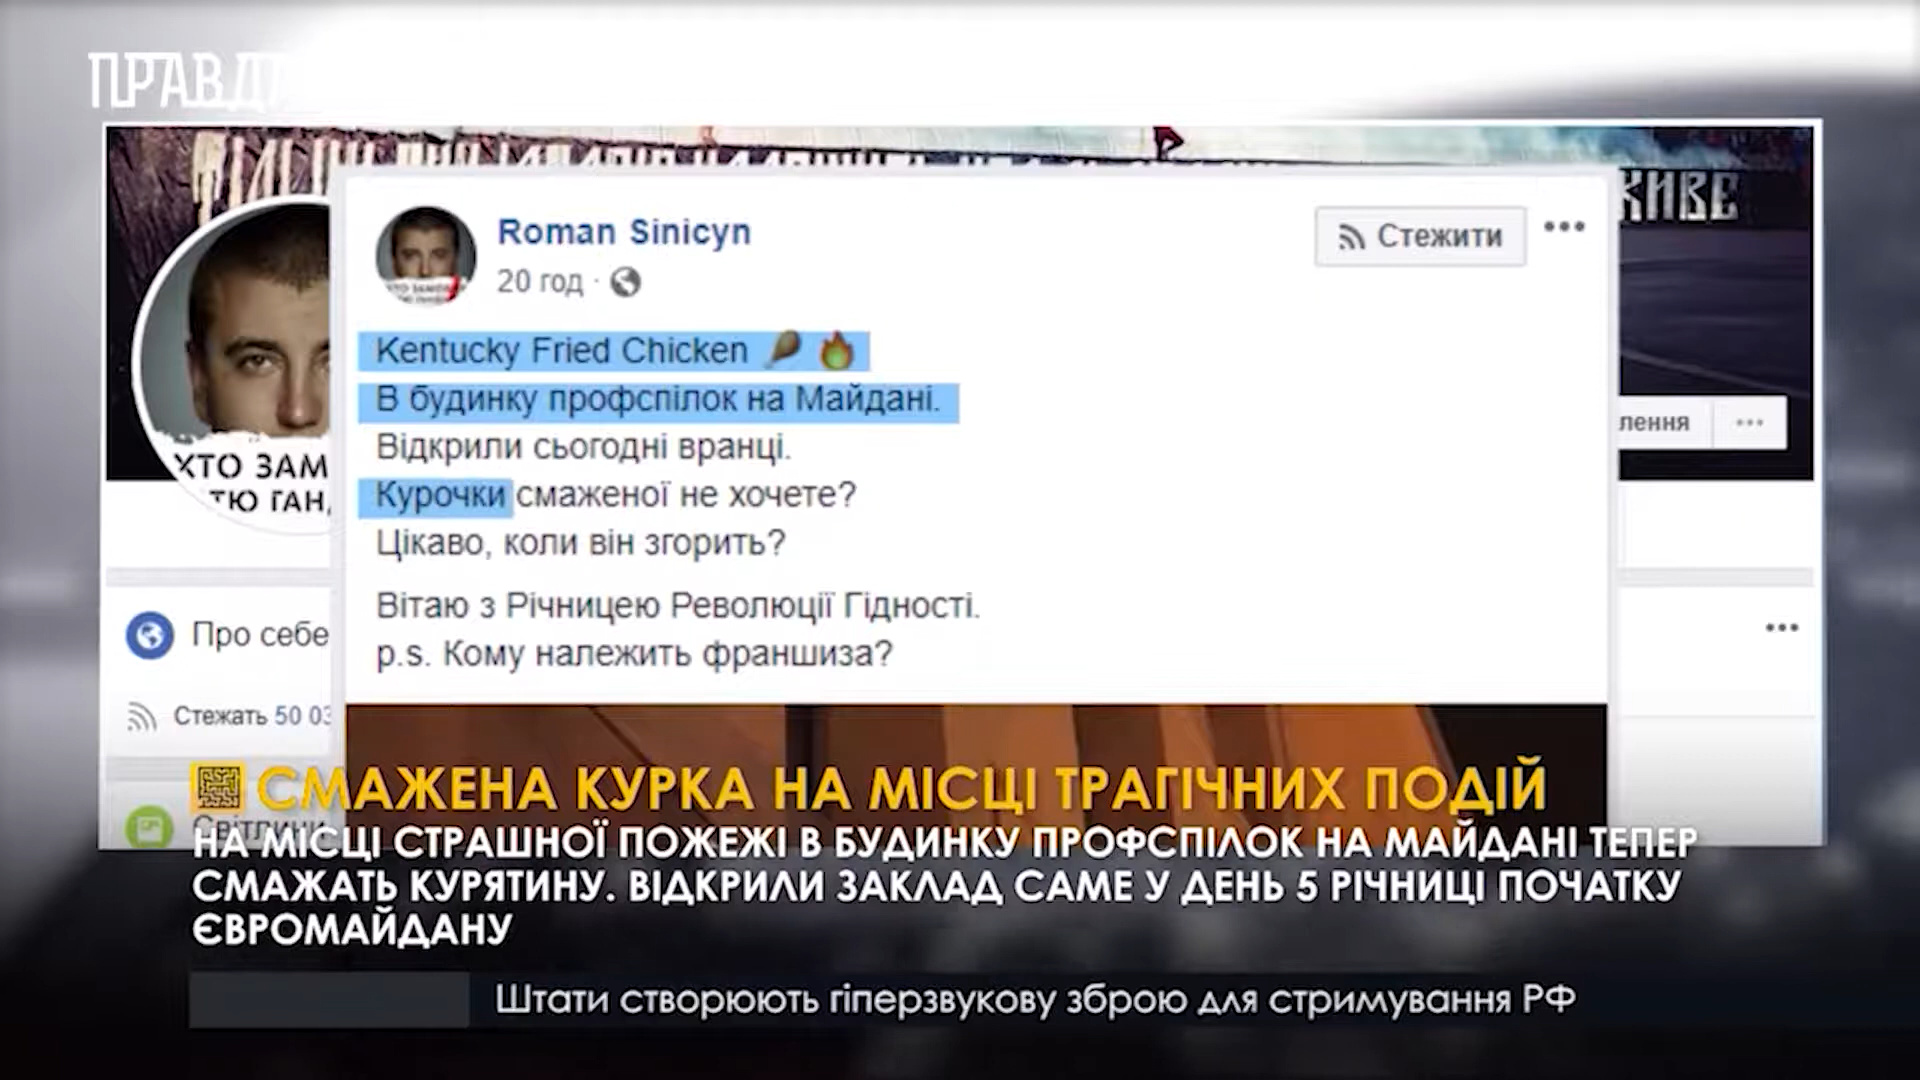 ЖИВЕ
Roman Sinicyn
20 год ·
Стежити
Kentucky Fried Chicken
В будинку профспілок на Майдані.
Відкрили сьогодні вранці.
Курочки смаженої не хочете?
Цікаво, коли він згорить?
Вітаю з Річницею Революції Гідності.
p.s. Кому належить франшиза?
ХТО ЗАМ
ТЮ ГАН
лення
Про себе
Стежать 50 03
Світлини
СМАЖЕНА КУРКА НА МІСЦІ ТРАГІЧНИХ ПОДІЙ
НА МІСЦІ СТРАШНОЇ ПОЖЕЖІ В БУДИНКУ ПРОФСПІЛОК НА МАЙДАНІ ТЕПЕР
СМАЖАТЬ КУРЯТИНУ. ВІДКРИЛИ ЗАКЛАД САМЕ У ДЕНЬ 5 РІЧНИЦІ ПОЧАТКУ
ЄВРОМАЙДАНУ
Штати створюють гіперзвукову зброю для стримування РФ